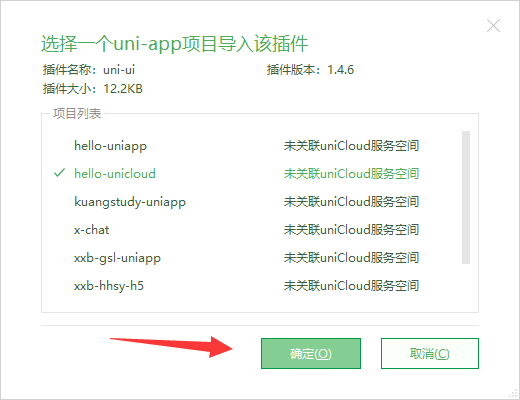 选择一个uni-app项目导入该插件
插件名称：uni-ui 插件版本：1.4.6
插件大小：12.2KB
项目列表
hello-uniapp 未关联uniCloud服务空间
hello-unicloud 未关联uniCloud服务空间
kuangstudy-uniapp 未关联uniCloud服务空间
x-chat 未关联uniCloud服务空间
xxb-gsl-uniapp 未关联uniCloud服务空间
xxb-hhsy-h5 未关联uniCloud服务空间
确定(O) 取消(C)